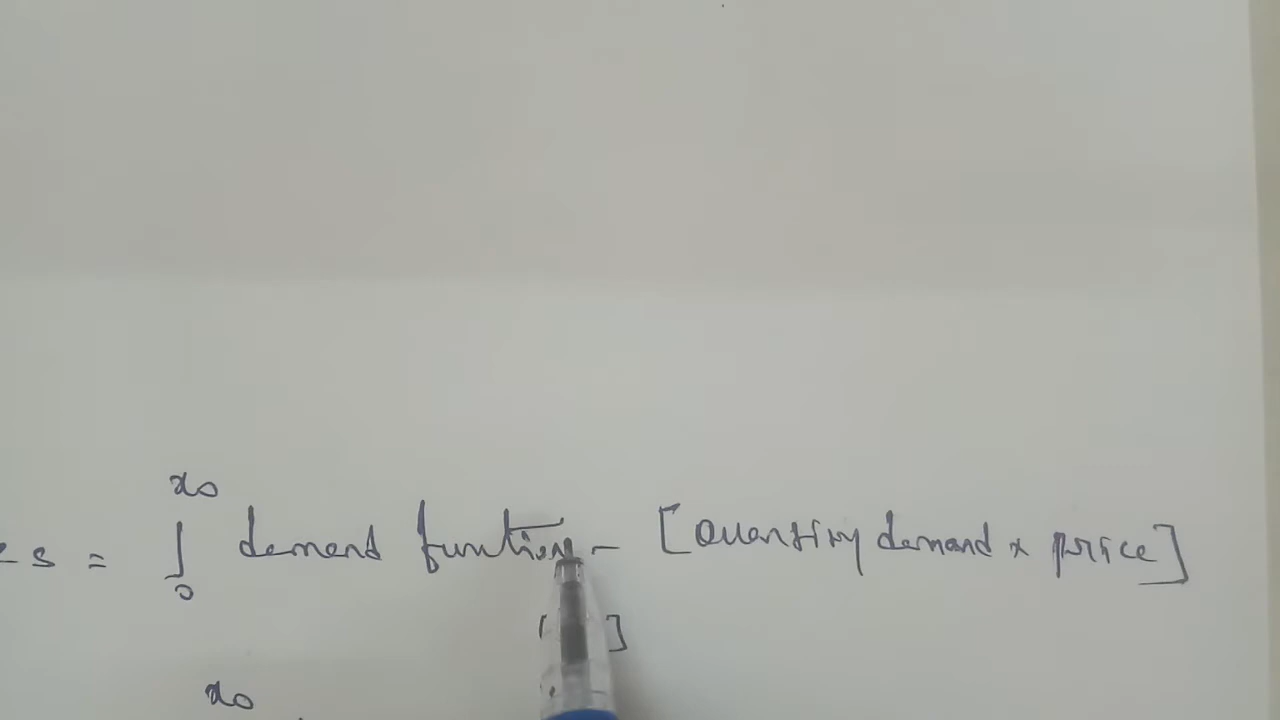 x₀
s = ∫ demand function - [Quantity demand × price]
0
[ ]
x₀